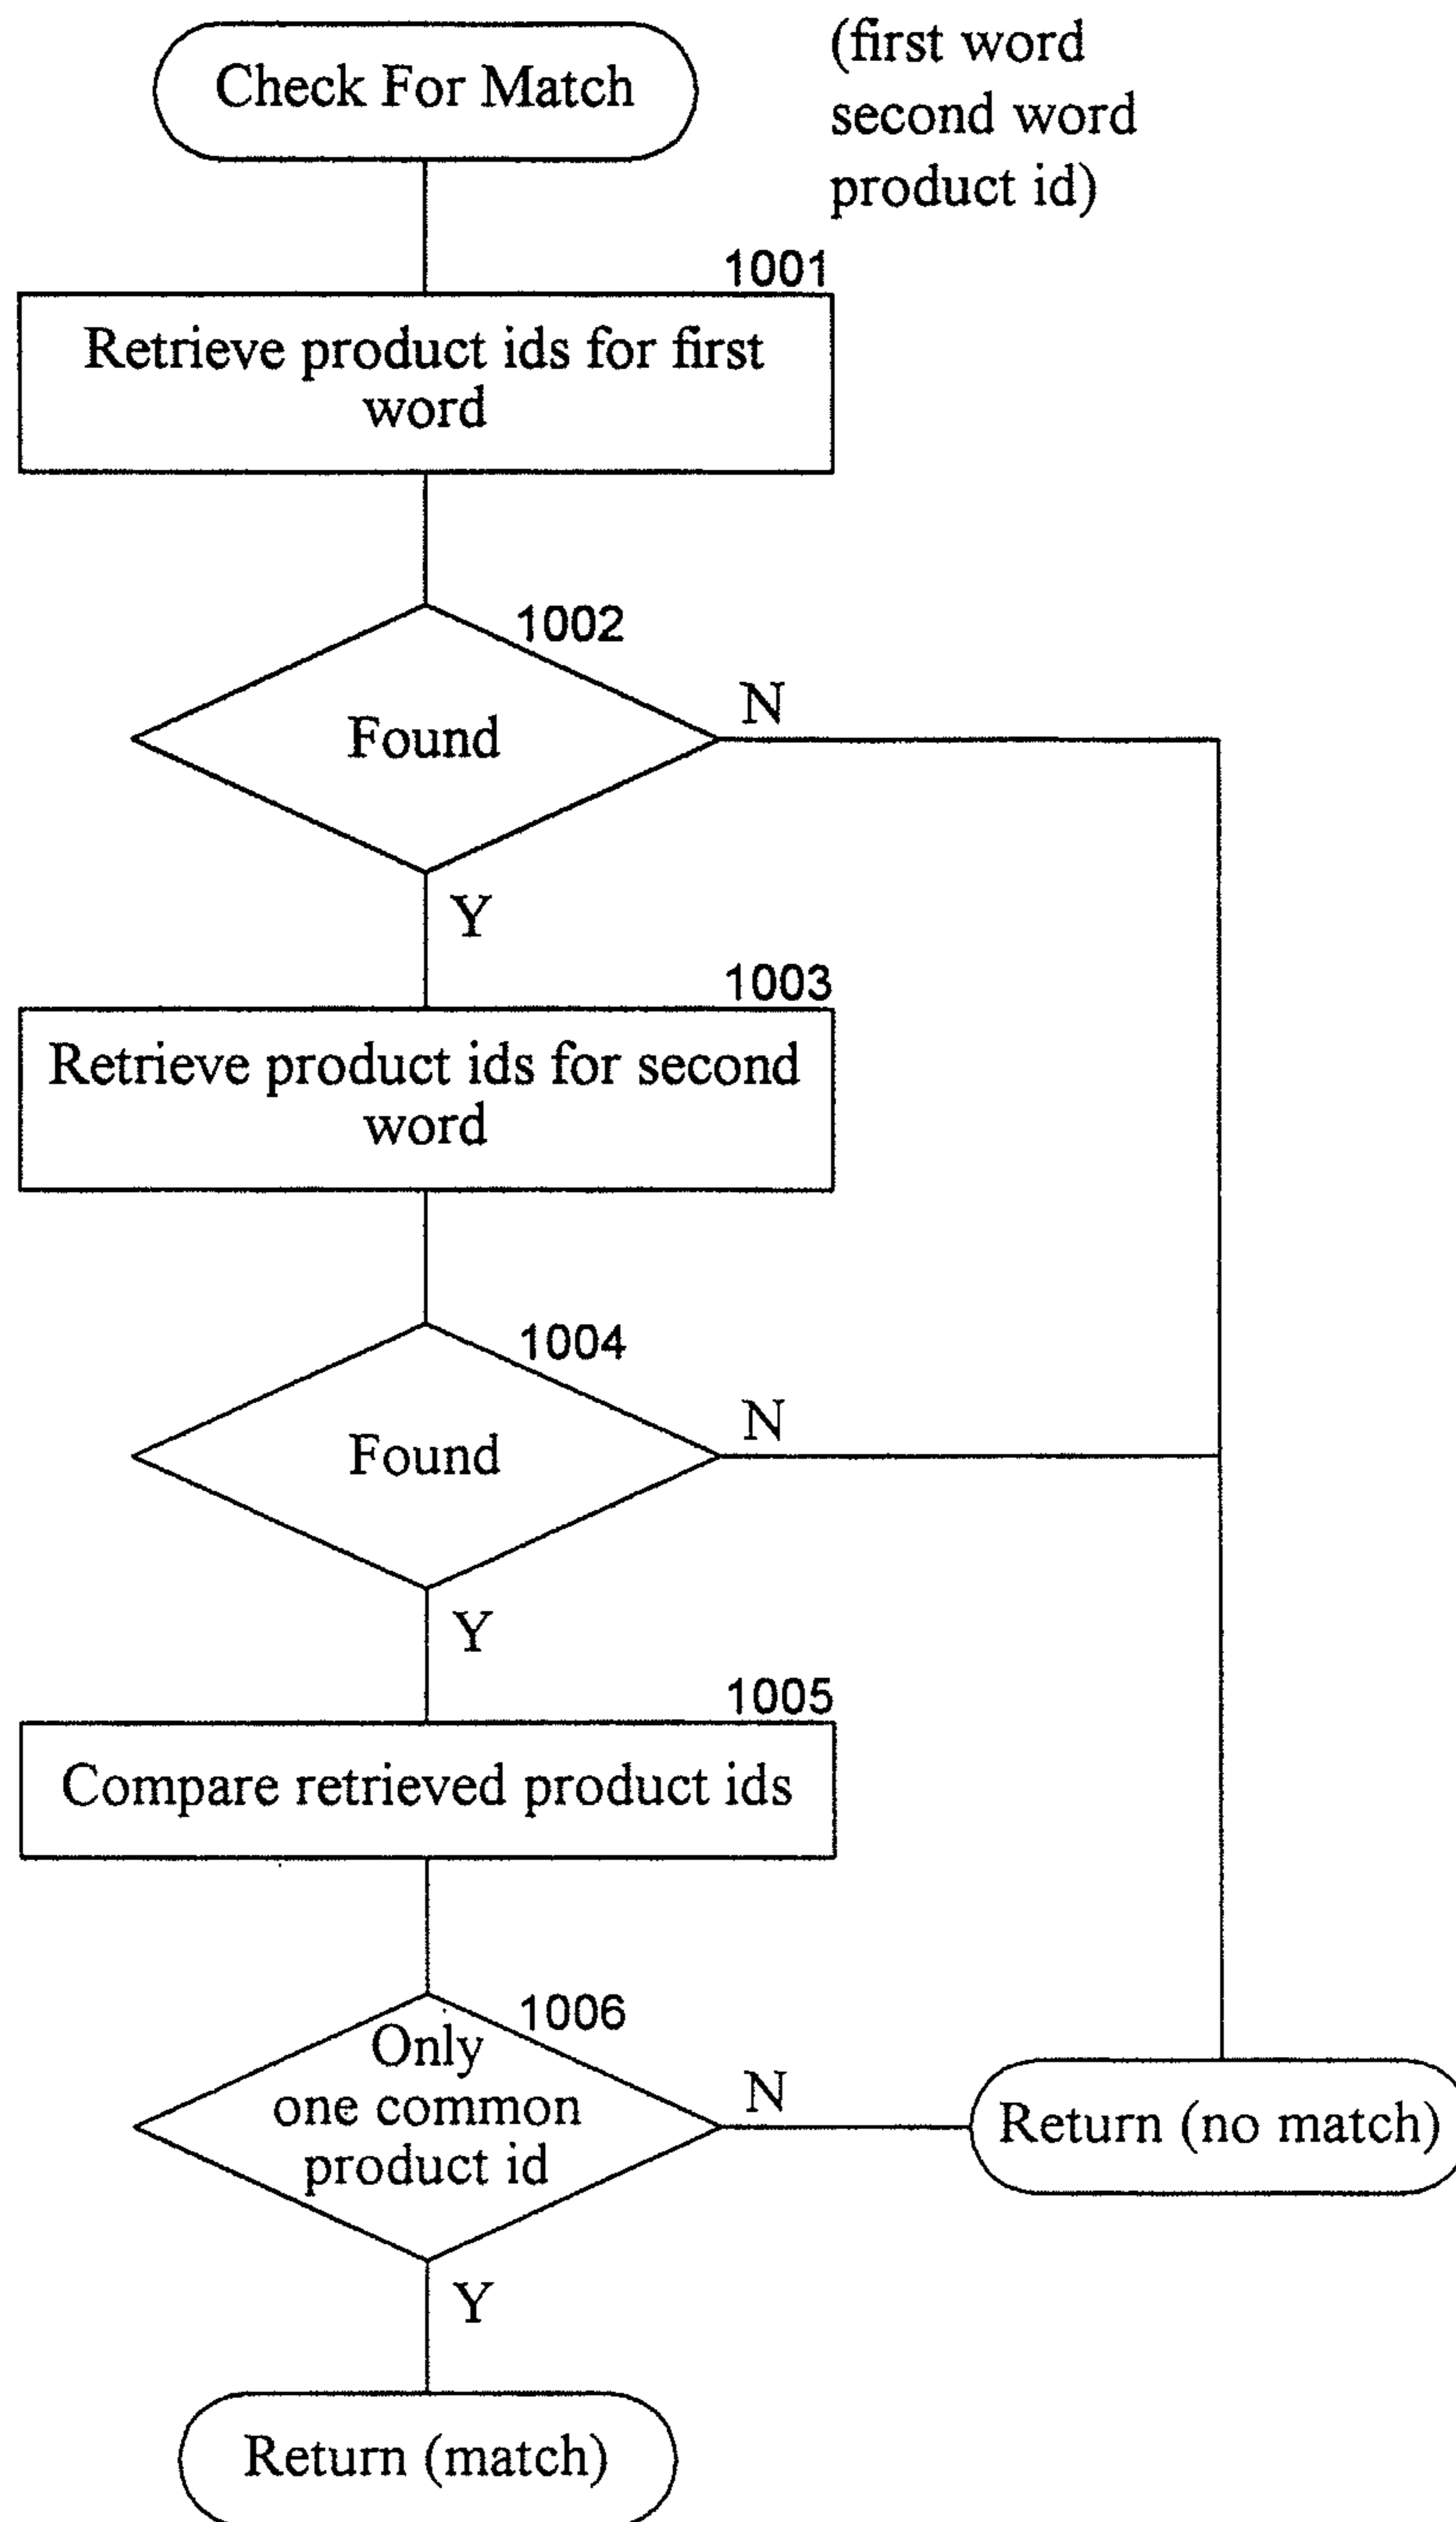 Check For Match
(first word
second word
product id)
1001
Retrieve product ids for first
word
1002
Found
N
Y
1003
Retrieve product ids for second
word
1004
Found
N
Y
1005
Compare retrieved product ids
1006
Only
one common
product id
N
Return (no match)
Y
Return (match)